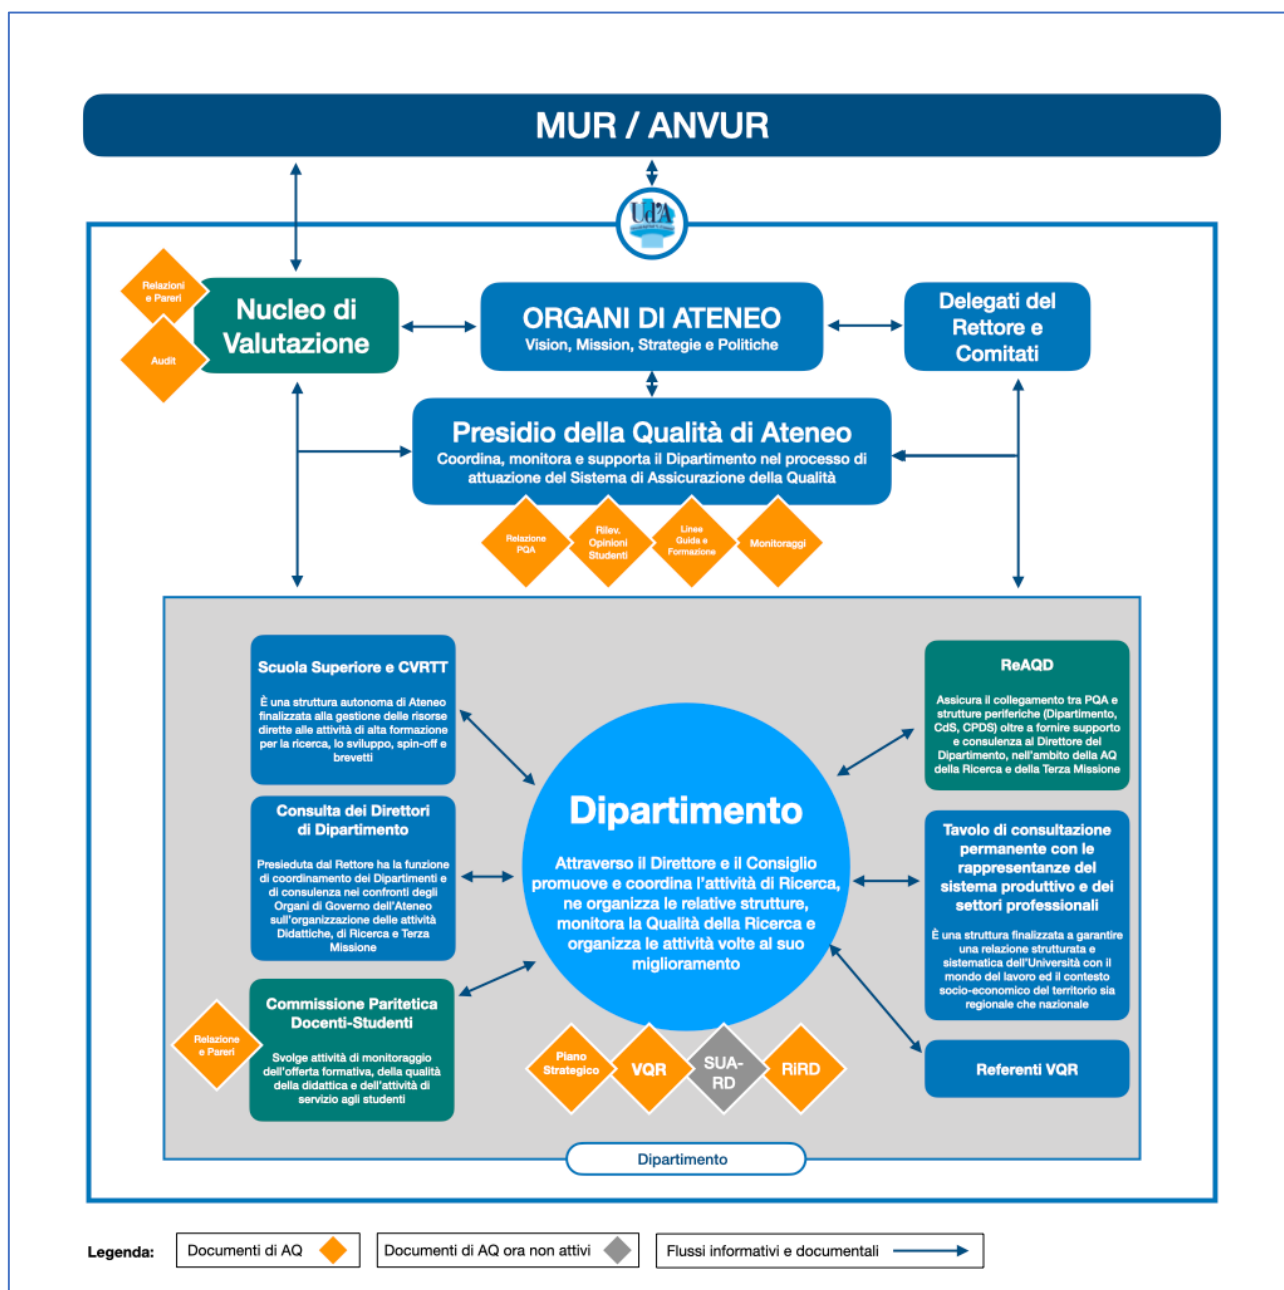 MUR / ANVUR
Ud'A
Relazioni
e Pareri
Audit
Nucleo di
Valutazione
ORGANI DI ATENEO
Vision, Mission, Strategie e Politiche
Delegati del
Rettore e
Comitati
Presidio della Qualità di Ateneo
Coordina, monitora e supporta il Dipartimento nel processo di
attuazione del Sistema di Assicurazione della Qualità
Relazione
PQA
Rilev.
Opinioni
Studenti
Linee
Guida e
Formazione
Monitoraggi
Scuola Superiore e CVRTT
È una struttura autonoma di Ateneo
finalizzata alla gestione delle risorse
dirette alle attività di alta formazione
per la ricerca, lo sviluppo, spin-off e
brevetti
Consulta dei Direttori
di Dipartimento
Presieduta dal Rettore ha la funzione
di coordinamento dei Dipartimenti e
di consulenza nei confronti degli
Organi di Governo dell'Ateneo
sull'organizzazione delle attività
Didattiche, di Ricerca e Terza
Missione
Commissione Paritetica
Docenti-Studenti
Svolge attività di monitoraggio
dell'offerta formativa, della qualità
della didattica e dell'attività di
servizio agli studenti
Relazione
e Pareri
Dipartimento
Attraverso il Direttore e il Consiglio
promuove e coordina l'attività di Ricerca,
ne organizza le relative strutture,
monitora la Qualità della Ricerca e
organizza le attività volte al suo
miglioramento
Piano
Strategico
VQR
SUA-
RD
RiRD
ReAQD
Assicura il collegamento tra PQA e
strutture periferiche (Dipartimento,
CdS, CPDS) oltre a fornire supporto
e consulenza al Direttore del
Dipartimento, nell'ambito della AQ
della Ricerca e della Terza Missione
Tavolo di consultazione
permanente con le
rappresentanze del
sistema produttivo e dei
settori professionali
È una struttura finalizzata a garantire
una relazione strutturata e
sistematica dell'Università con il
mondo del lavoro ed il contesto
socio-economico del territorio sia
regionale che nazionale
Referenti VQR
Dipartimento
Legenda:
Documenti di AQ
Documenti di AQ ora non attivi
Flussi informativi e documentali